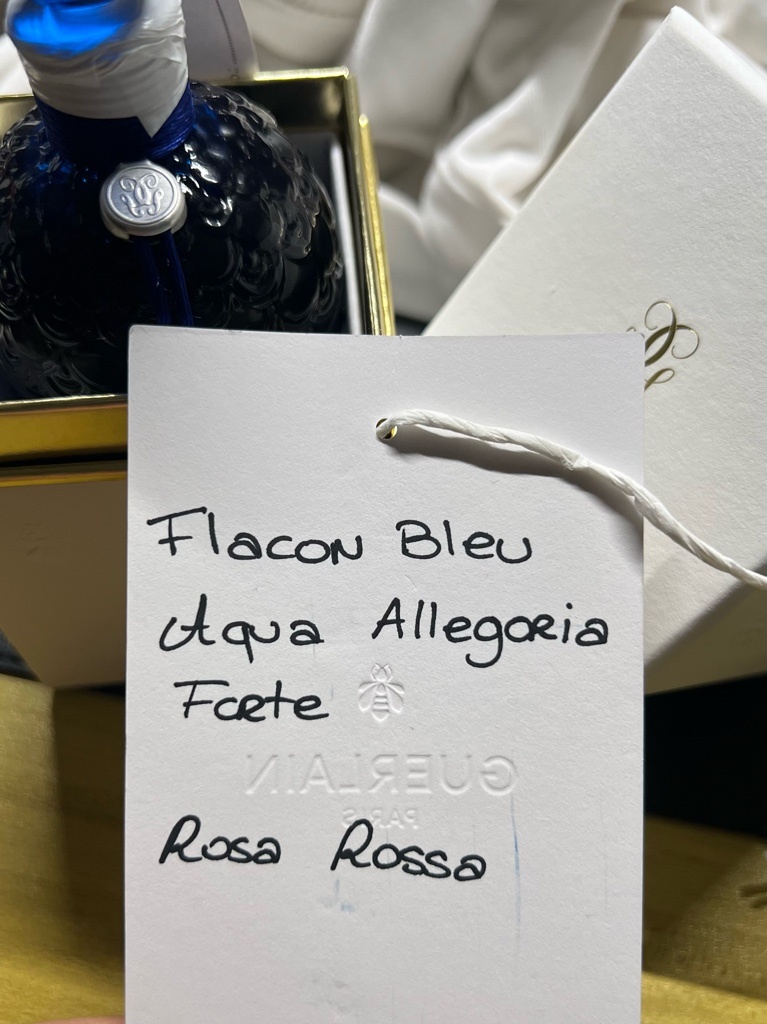 Flacon Bleu
Aqua Allegoria
Forte
GUERLAIN
PARIS
Rosa Rossa